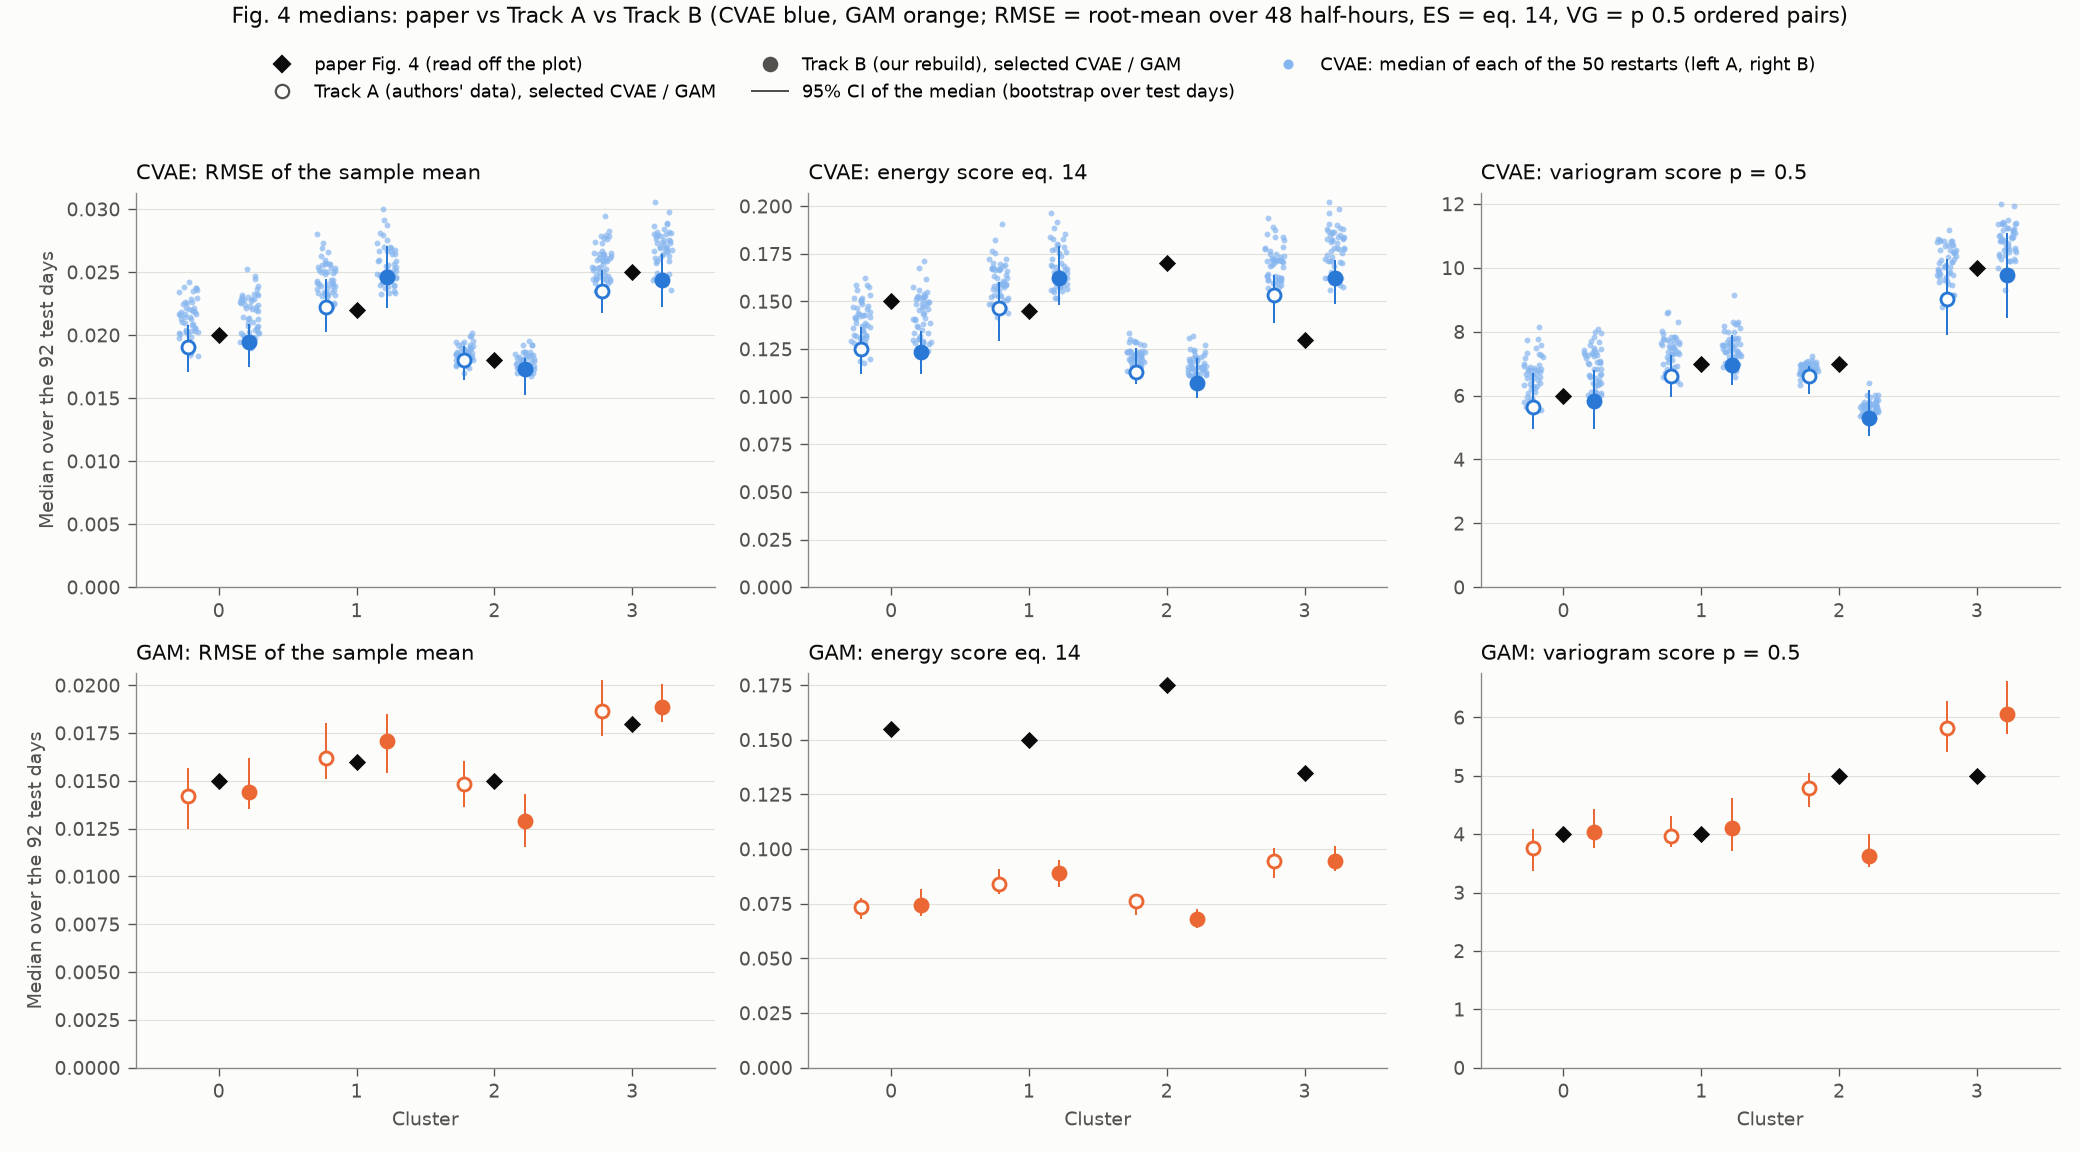 Fig. 4 medians: paper vs Track A vs Track B (CVAE blue, GAM orange; RMSE = root-mean over 48 half-hours, ES = eq. 14, VG = p 0.5 ordered pairs)
paper Fig. 4 (read off the plot)
Track A (authors' data), selected CVAE / GAM
Track B (our rebuild), selected CVAE / GAM
95% CI of the median (bootstrap over test days)
CVAE: median of each of the 50 restarts (left A, right B)
CVAE: RMSE of the sample mean
Median over the 92 test days
0.030
0.025
0.020
0.015
0.010
0.005
0.000
0 1 2 3
CVAE: energy score eq. 14
0.200
0.175
0.150
0.125
0.100
0.075
0.050
0.025
0.000
0 1 2 3
CVAE: variogram score p = 0.5
12
10
8
6
4
2
0
0 1 2 3
GAM: RMSE of the sample mean
Median over the 92 test days
0.0200
0.0175
0.0150
0.0125
0.0100
0.0075
0.0050
0.0025
0.0000
0 1 2 3
Cluster
GAM: energy score eq. 14
0.175
0.150
0.125
0.100
0.075
0.050
0.025
0.000
0 1 2 3
Cluster
GAM: variogram score p = 0.5
6
5
4
3
2
1
0
0 1 2 3
Cluster